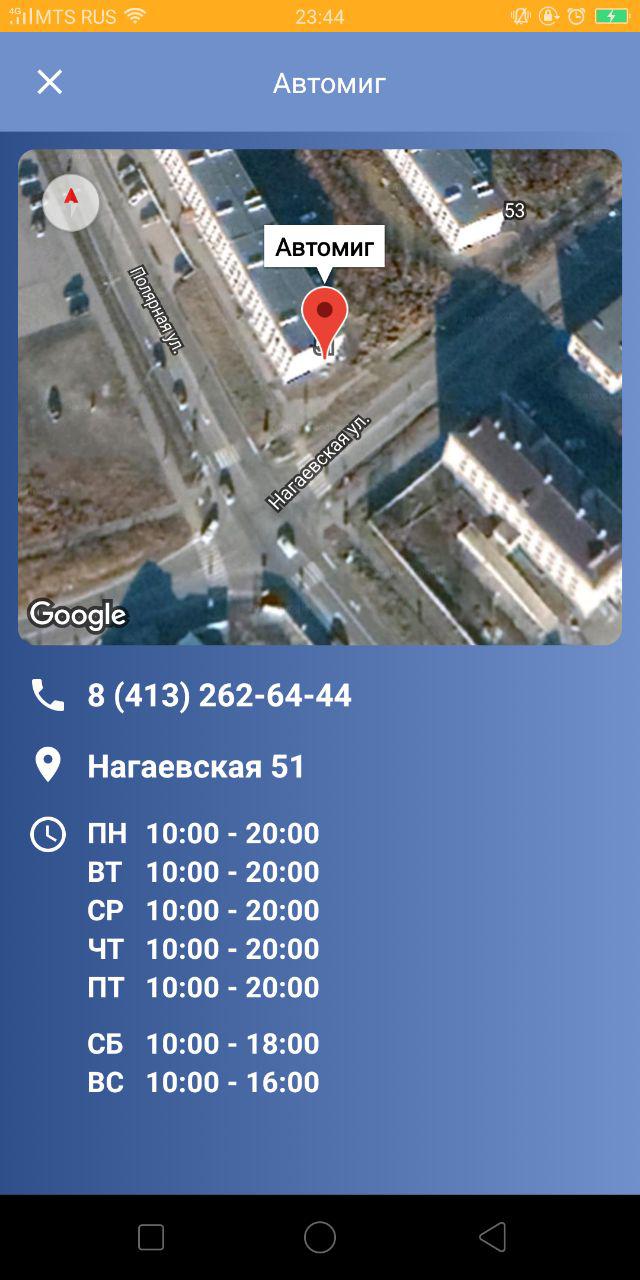 4G MTS RUS 23:44
Автомиг
53
Автомиг
Полярная ул.
51
Нагаевская ул.
Google
8 (413) 262-64-44
Нагаевская 51
ПН 10:00 - 20:00
ВТ 10:00 - 20:00
СР 10:00 - 20:00
ЧТ 10:00 - 20:00
ПТ 10:00 - 20:00
СБ 10:00 - 18:00
ВС 10:00 - 16:00